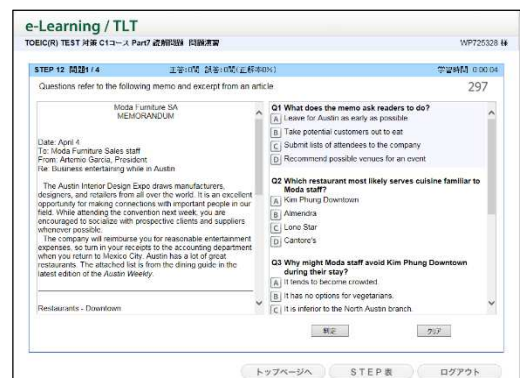 e-Learning / TLT
TOEIC(R) TEST 対策 C1コース Part7 読解問題 問題演習
WP725328 様
STEP 12 問題1 / 4
正答:0問 誤答:0問(正解率0%)
学習時間 0:00:04
Questions refer to the following memo and excerpt from an article
297
Moda Furniture SA
MEMORANDUM
Date: April 4
To: Moda Furniture Sales staff
From: Artemio Garcia, President
Re: Business entertaining while in Austin
The Austin Interior Design Expo draws manufacturers,
designers, and retailers from all over the world. It is an excellent
opportunity for making connections with important people in our
field. While attending the convention next week, you are
encouraged to socialize with prospective clients and suppliers
whenever possible.
The company will reimburse you for reasonable entertainment
expenses, so turn in your receipts to the accounting department
when you return to Mexico City. Austin has a lot of great
restaurants. The attached list is from the dining guide in the
latest edition of the Austin Weekly.
Restaurants - Downtown
Q1 What does the memo ask readers to do?
A Leave for Austin as early as possible
B Take potential customers out to eat
C Submit lists of attendees to the company
D Recommend possible venues for an event
Q2 Which restaurant most likely serves cuisine familiar to
Moda staff?
A Kim Phung Downtown
B Almendra
C Lone Star
D Cantore's
Q3 Why might Moda staff avoid Kim Phung Downtown
during their stay?
A It tends to become crowded.
B It has no options for vegetarians.
C It is inferior to the North Austin branch.
判定
クリア
トップページへ
STEP表
ログアウト